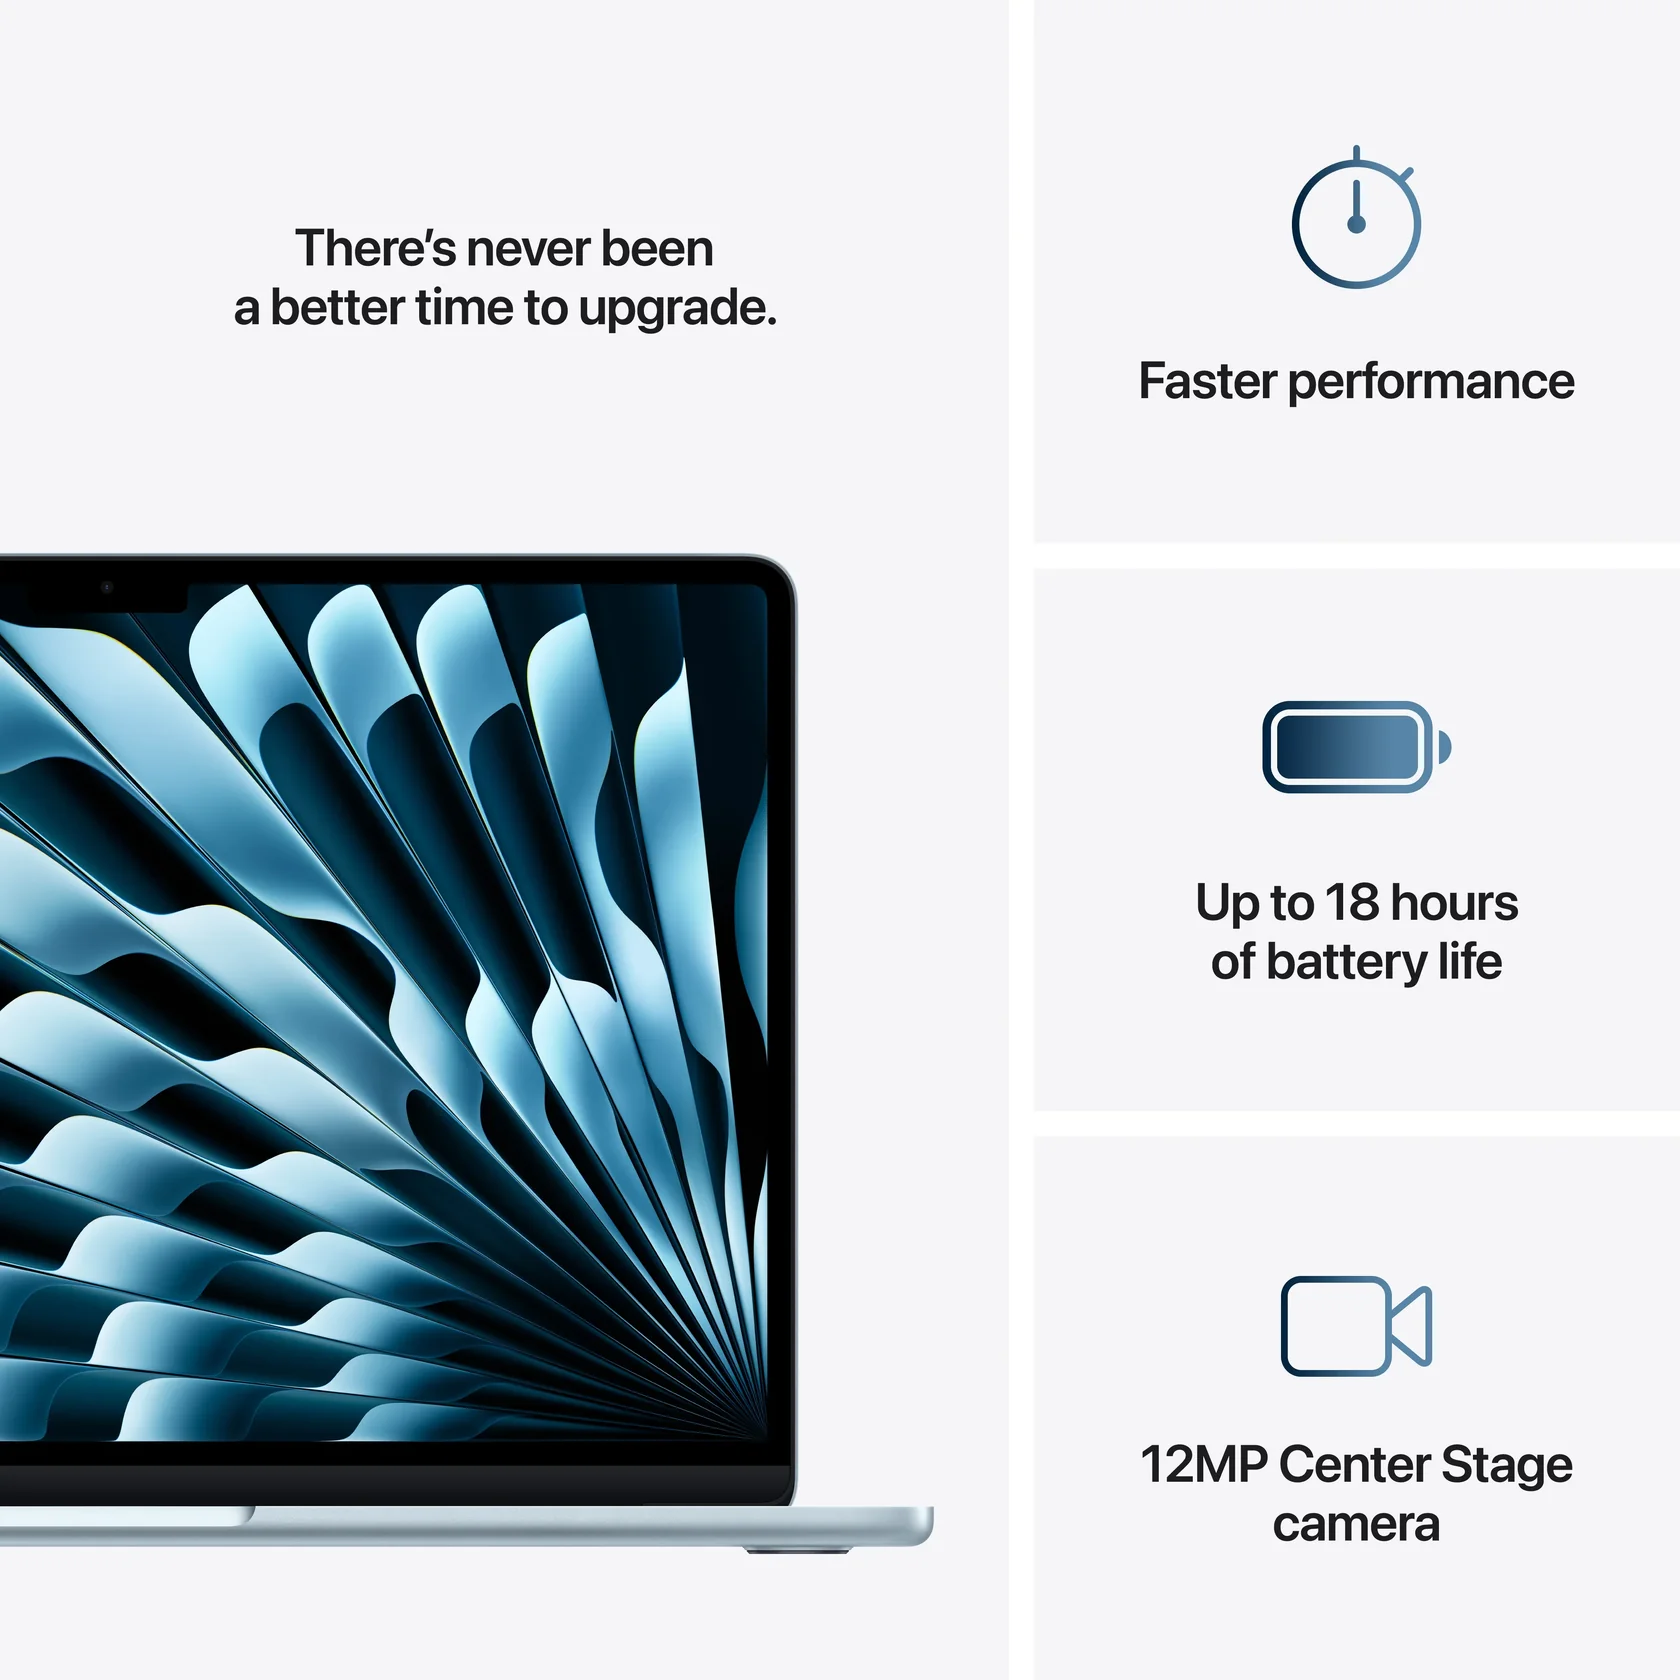 There’s never been
a better time to upgrade.
Faster performance
Up to 18 hours
of battery life
12MP Center Stage
camera